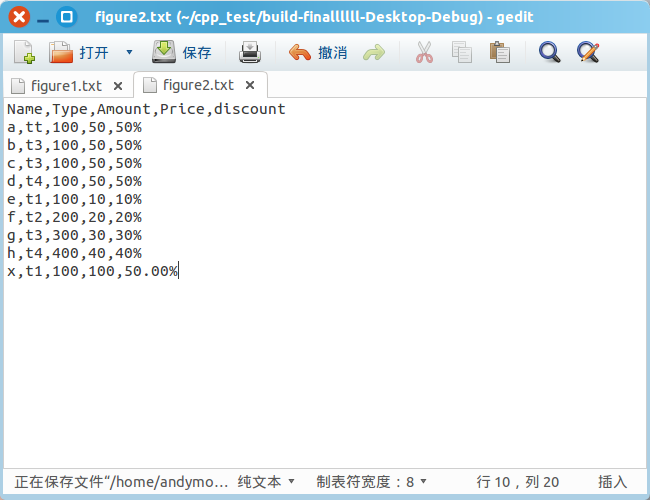 figure2.txt (~/cpp_test/build-finallllll-Desktop-Debug) - gedit
打开 保存 撤消
figure1.txt figure2.txt
Name,Type,Amount,Price,discount
a,tt,100,50,50%
b,t3,100,50,50%
c,t3,100,50,50%
d,t4,100,50,50%
e,t1,100,10,10%
f,t2,200,20,20%
g,t3,300,30,30%
h,t4,400,40,40%
x,t1,100,100,50.00%
正在保存文件“/home/andymo... 纯文本 制表符宽度：8 行 10，列 20 插入